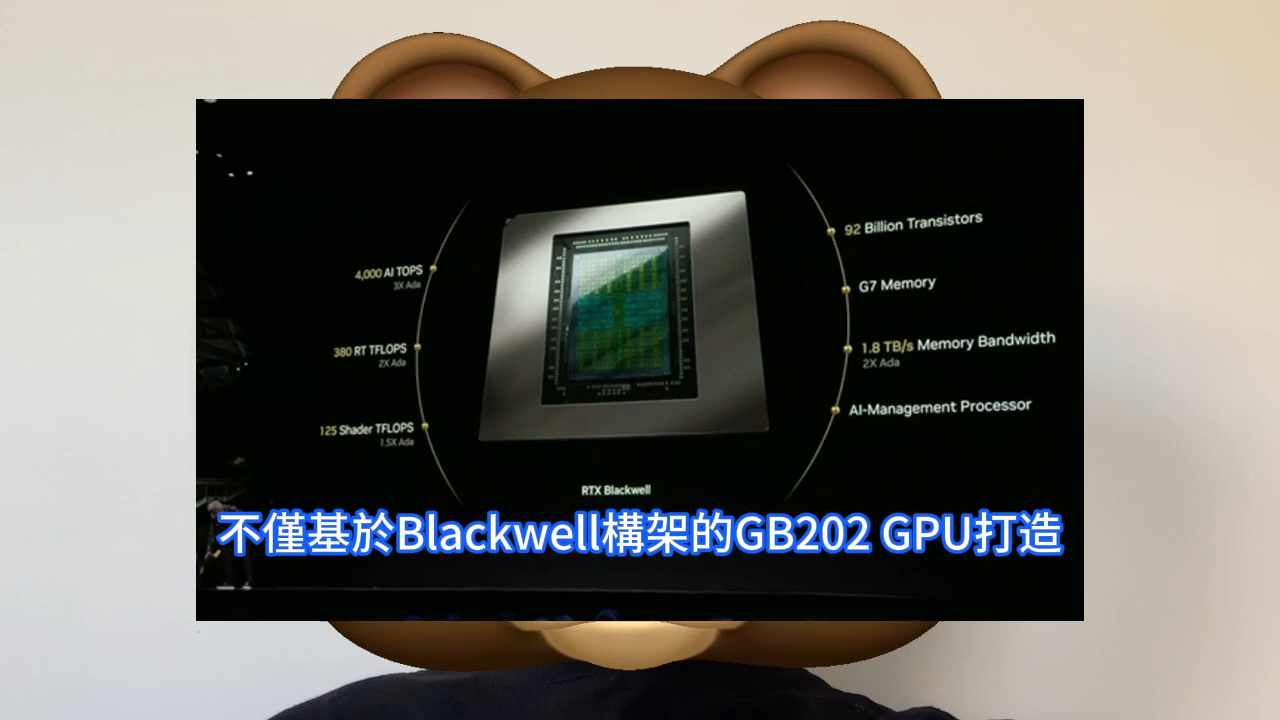 4,000 AI TOPS
3X Ada
380 RT TFLOPS
2X Ada
125 Shader TFLOPS
1.5X Ada
92 Billion Transistors
G7 Memory
1.8 TB/s Memory Bandwidth
2X Ada
AI-Management Processor
RTX Blackwell
不僅基於Blackwell構架的GB202 GPU打造